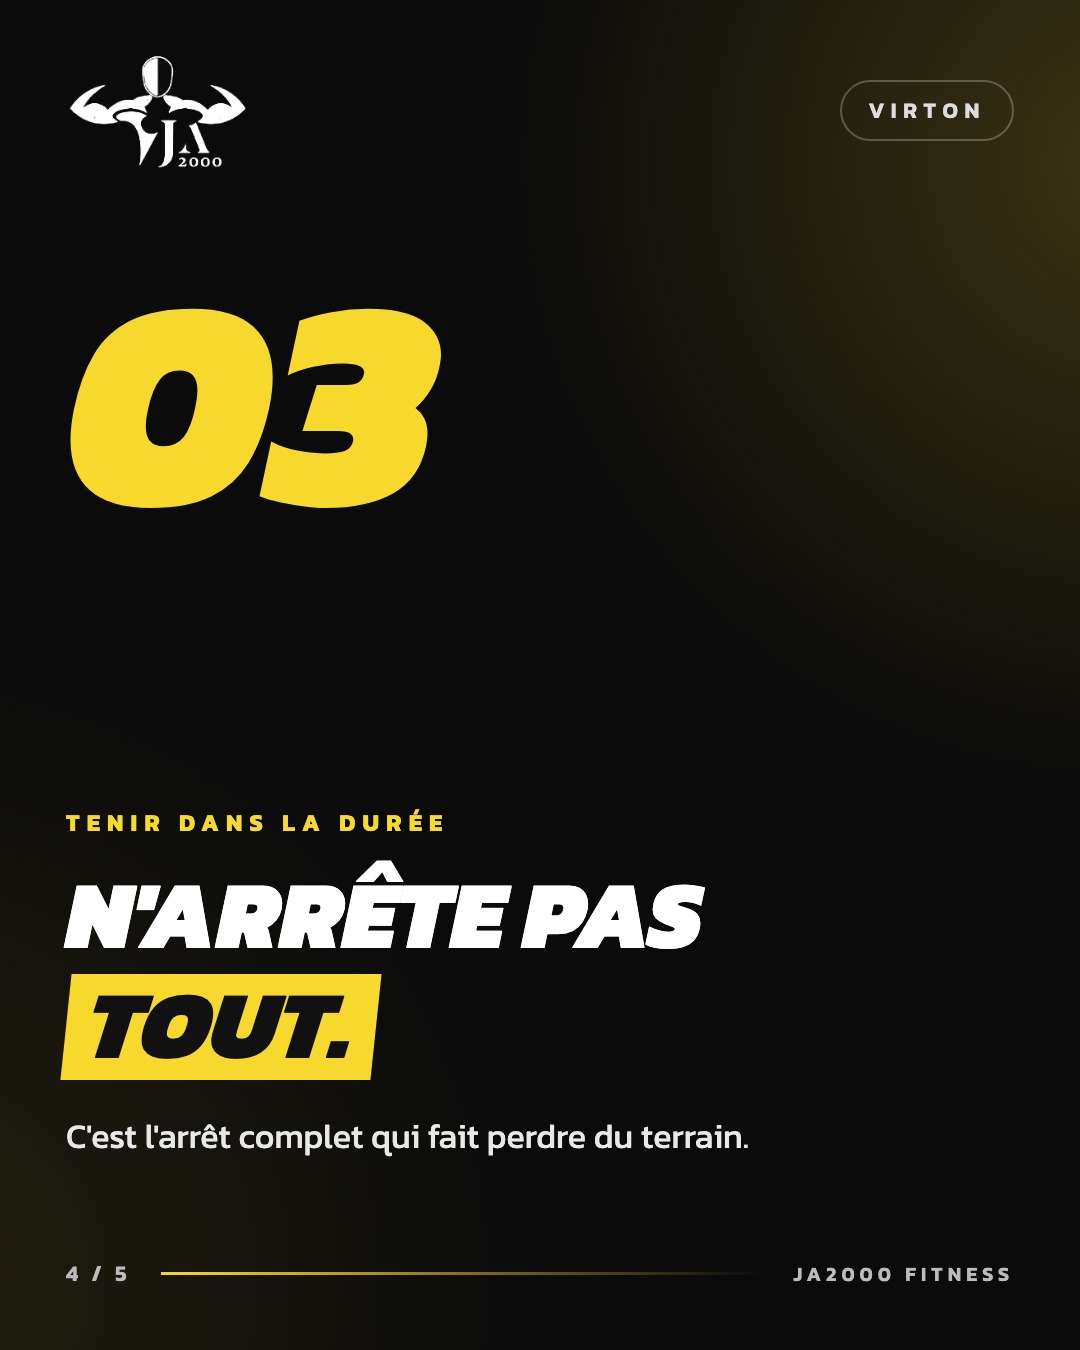 JA
2000
VIRTON
03
TENIR DANS LA DURÉE
N'ARRÊTE PAS
TOUT.
C'est l'arrêt complet qui fait perdre du terrain.
4 / 5
JA2000 FITNESS